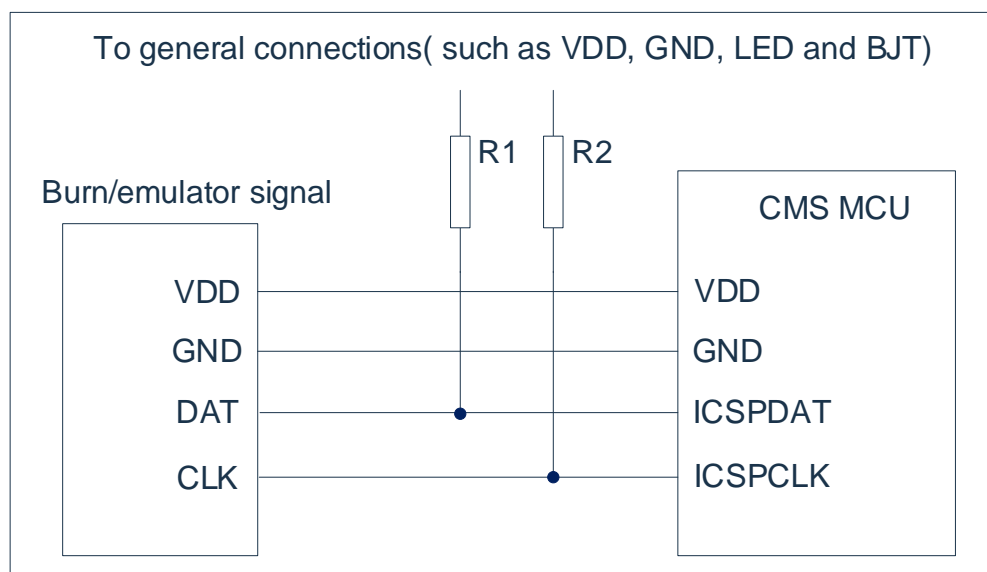 To general connections( such as VDD, GND, LED and BJT)
R1
R2
Burn/emulator signal
CMS MCU
VDD
VDD
GND
GND
DAT
ICSPDAT
CLK
ICSPCLK